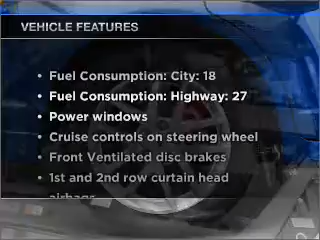 VEHICLE FEATURES
• Fuel Consumption: City: 18
• Fuel Consumption: Highway: 27
• Power windows
• Cruise controls on steering wheel
• Front Ventilated disc brakes
• 1st and 2nd row curtain head
airbags